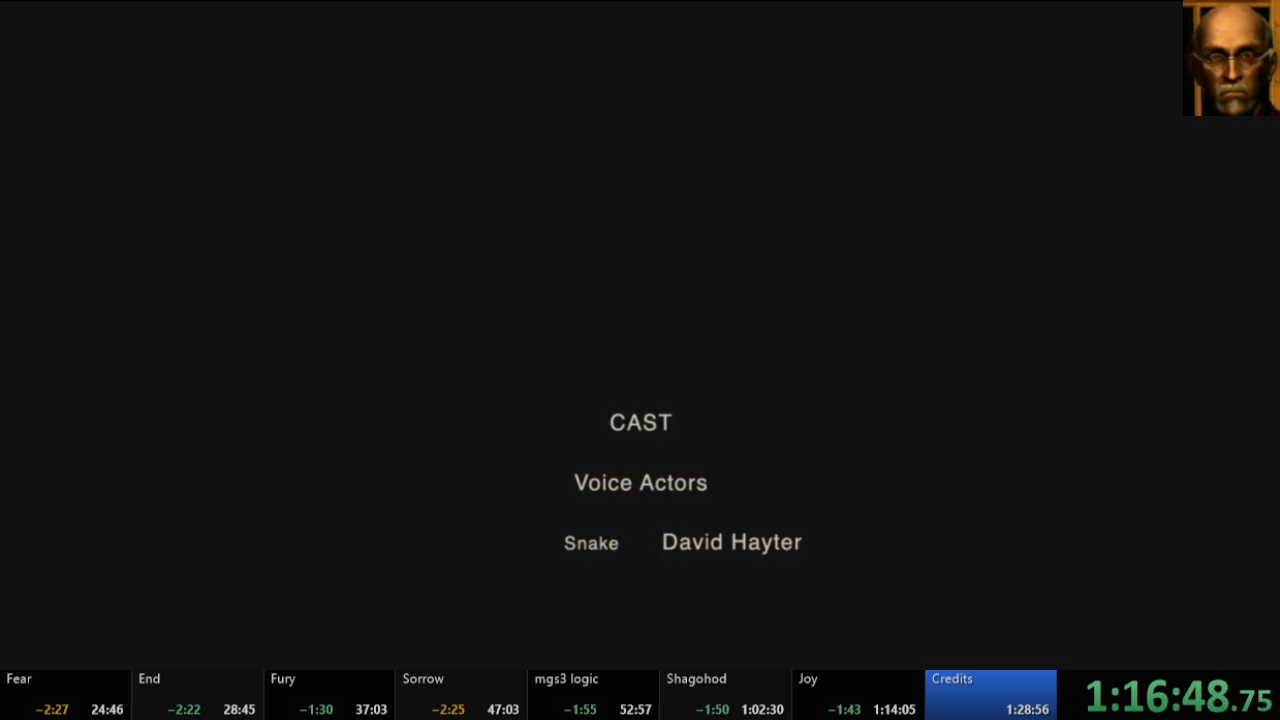 CAST
Voice Actors
Snake David Hayter
Fear
−2:27 24:46
End
−2:22 28:45
Fury
−1:30 37:03
Sorrow
−2:25 47:03
mgs3 logic
−1:55 52:57
Shagohod
−1:50 1:02:30
Joy
−1:43 1:14:05
Credits
1:28:56
1:16:48.75